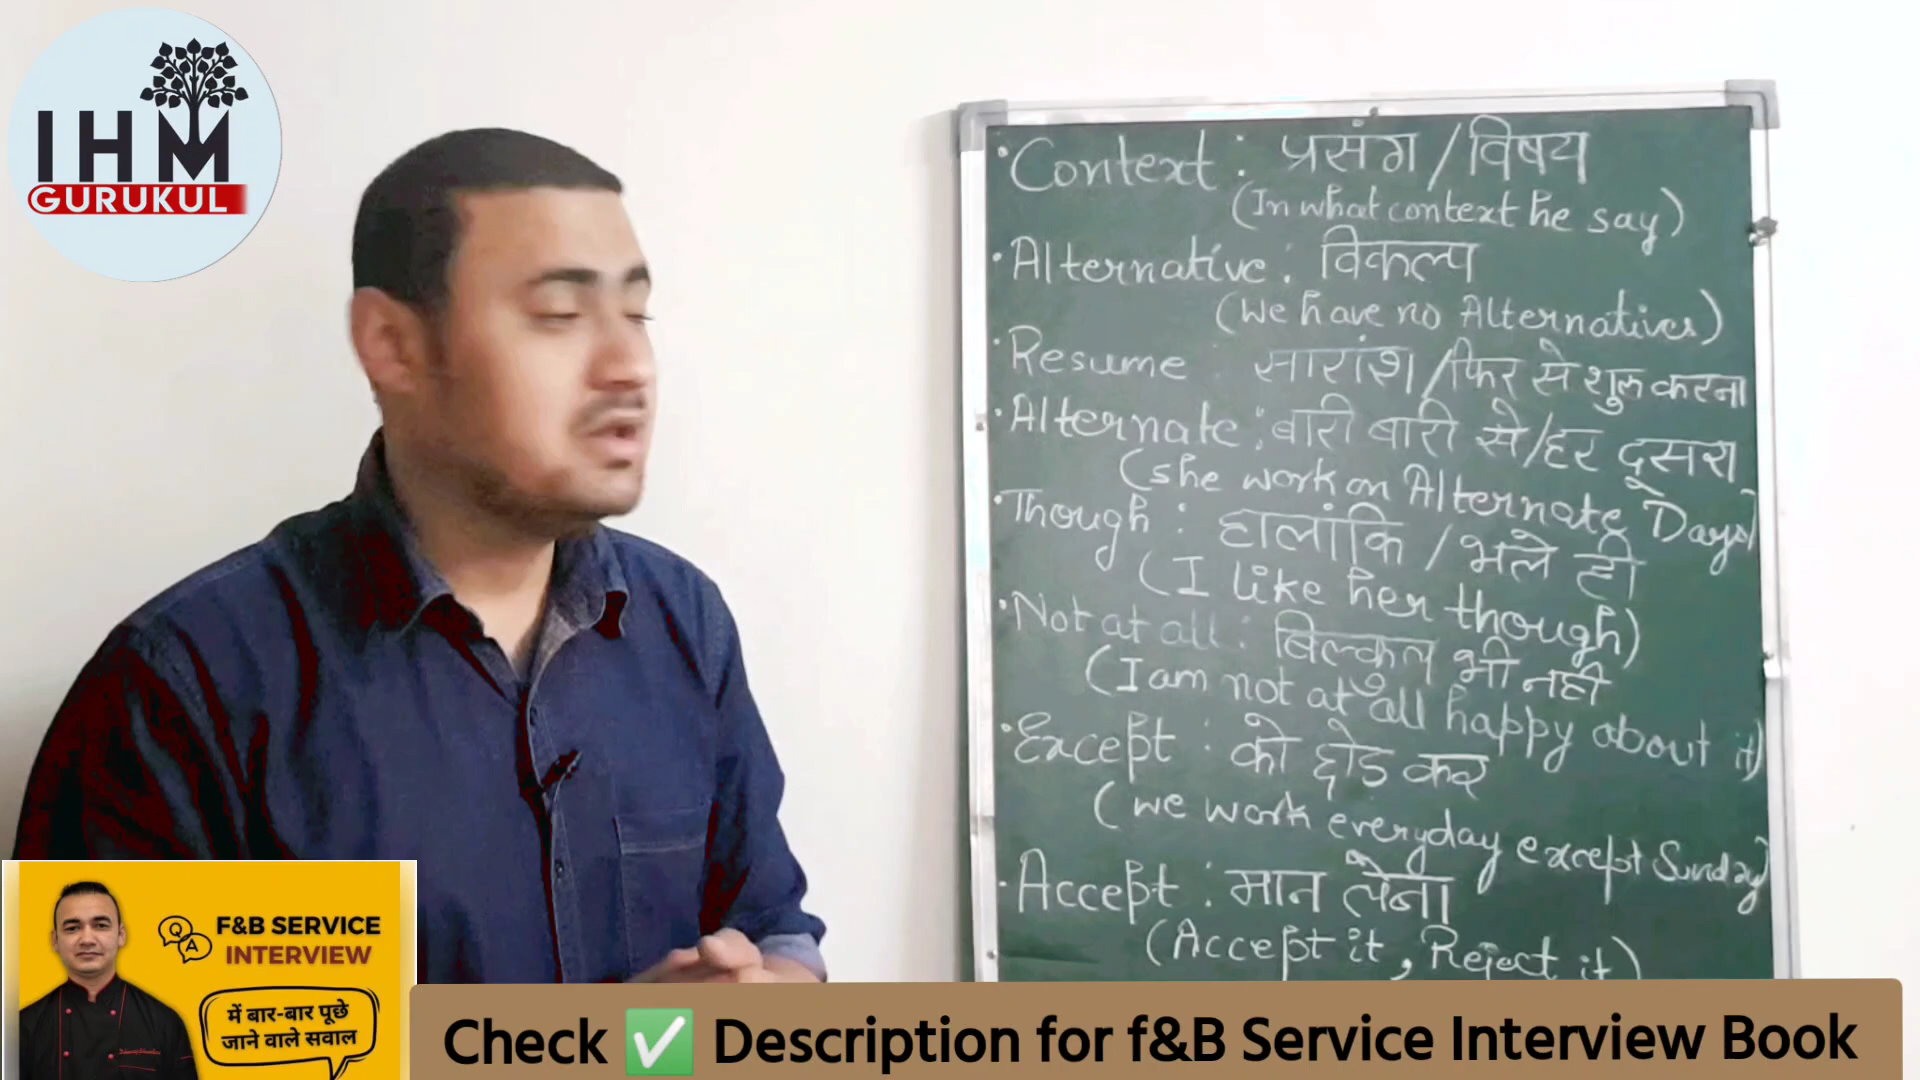 IHM
GURUKUL
• Context : प्रसंग / विषय
(In what context he say)
• Alternative : विकल्प
(We have no Alternatives)
• Resume सारांश / फिर से शुरू करना
• Alternate : बारी बारी से / हर दूसरा
(she work on Alternate Days)
• Though : हालांकि / भले ही
(I like her though)
• Not at all : बिल्कुल भी नही
(I am not at all happy about it)
• Except : को छोड़ कर
(we work everyday except Sunday)
• Accept : मान लेना
(Accept it , Reject it)
Q A
F&B SERVICE
INTERVIEW
में बार-बार पूछे
जाने वाले सवाल
Check ✅ Description for f&B Service Interview Book